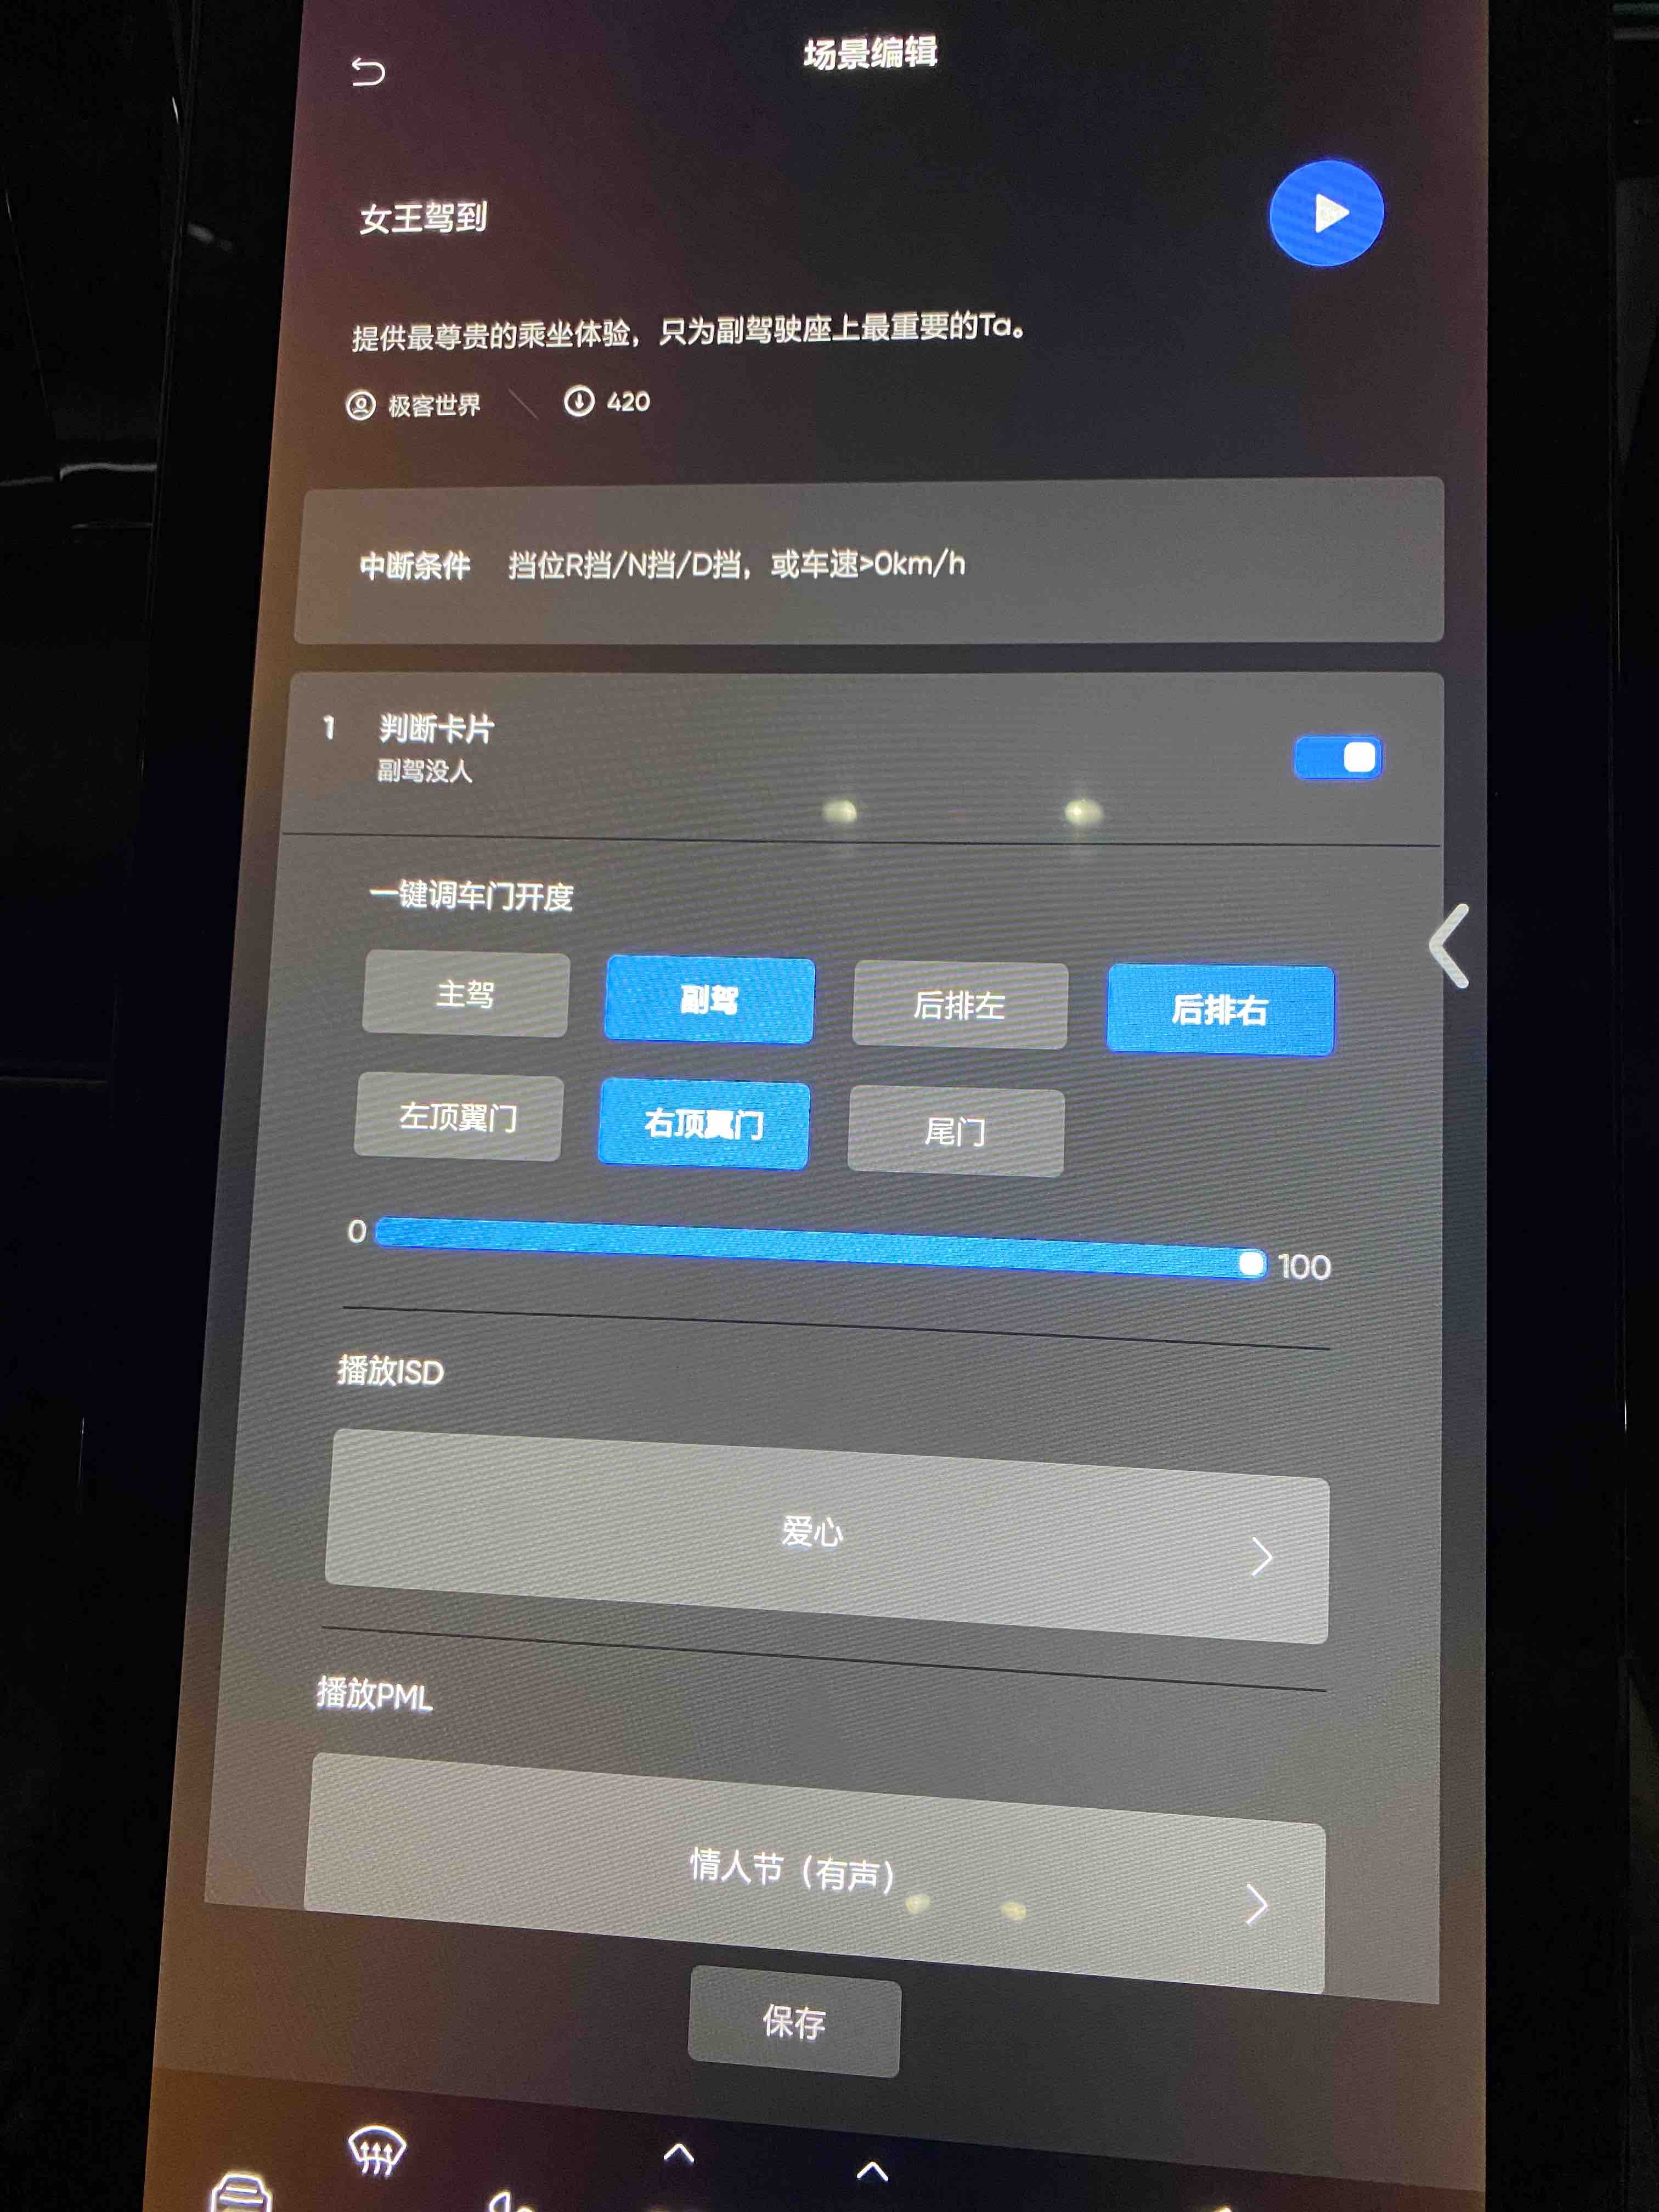 场景编辑
女王驾到
提供最尊贵的乘坐体验，只为副驾驶座上最重要的Ta。
极客世界 420
中断条件 挡位R挡/N挡/D挡，或车速>0km/h
1 判断卡片
副驾没人
一键调车门开度
主驾 副驾 后排左 后排右
左顶翼门 右顶翼门 尾门
0 100
播放ISD
爱心
播放PML
情人节（有声）
保存